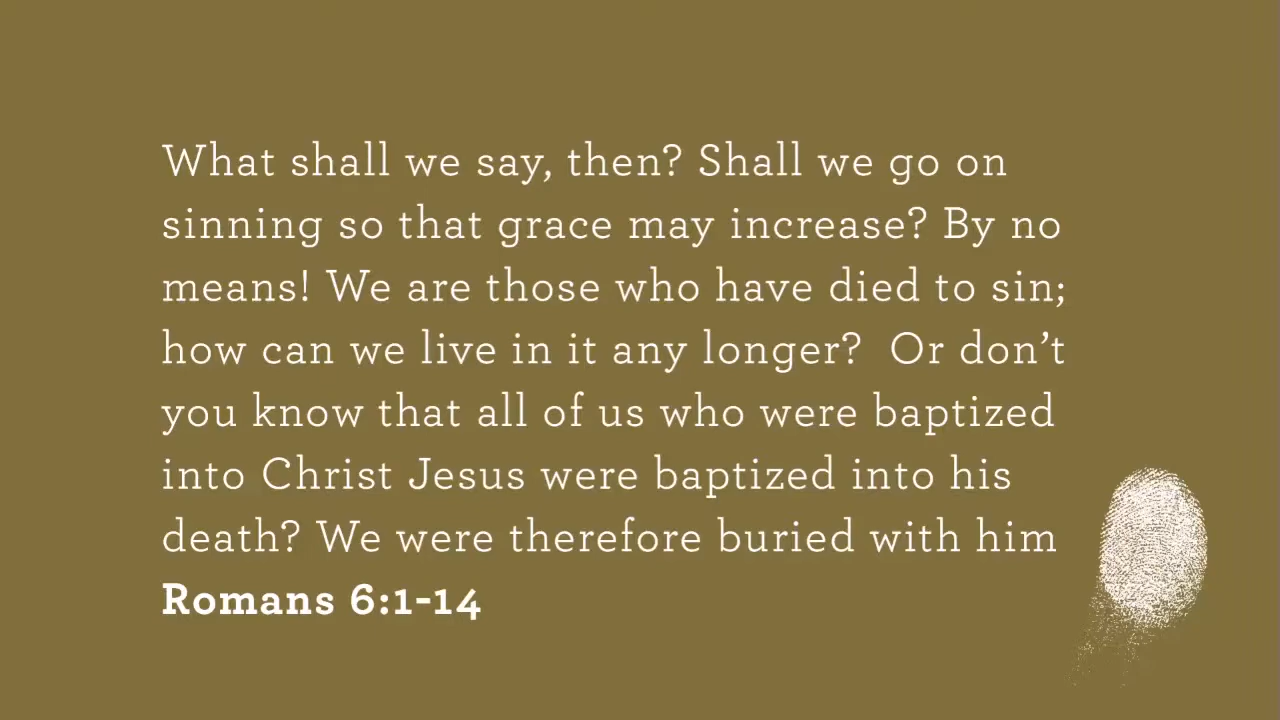 What shall we say, then? Shall we go on
sinning so that grace may increase? By no
means! We are those who have died to sin;
how can we live in it any longer?  Or don’t
you know that all of us who were baptized
into Christ Jesus were baptized into his
death? We were therefore buried with him
Romans 6:1-14